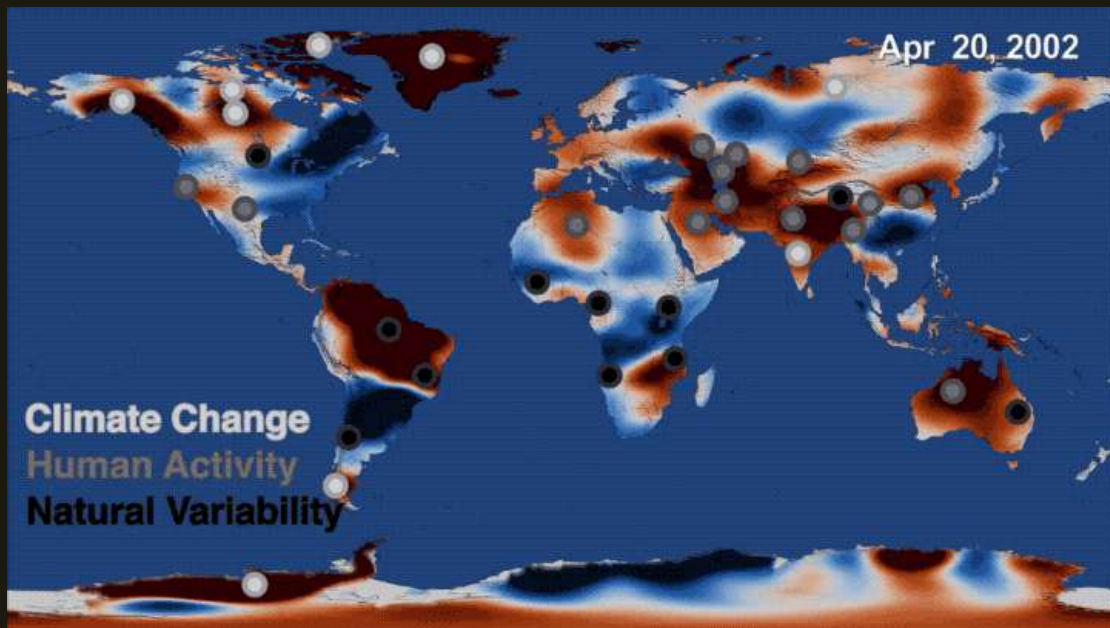 Apr 20, 2002
Climate Change
Human Activity
Natural Variability